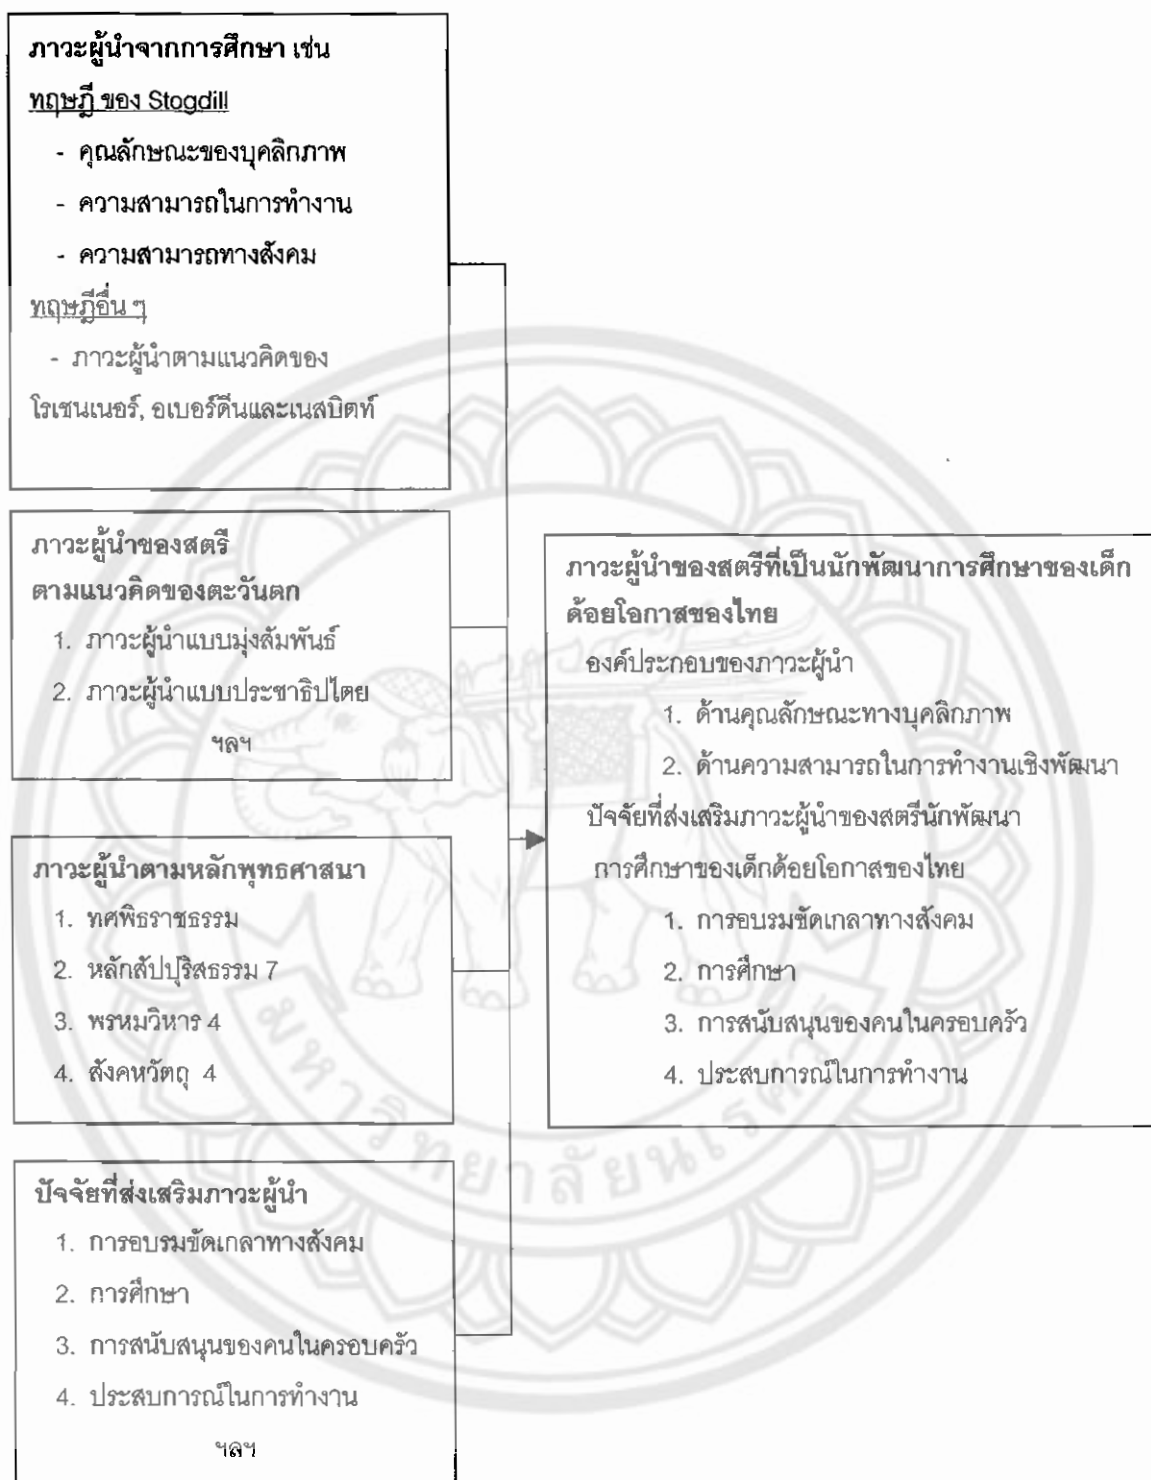 ภาวะผู้นำจากการศึกษา เช่น
ทฤษฎี ของ Stogdill
- คุณลักษณะของบุคลิกภาพ
- ความสามารถในการทำงาน
- ความสามารถทางสังคม
ทฤษฎีอื่น ๆ
- ภาวะผู้นำตามแนวคิดของ
โรเชนเนอร์, อเบอร์ดีนและเนสบิตท์
ภาวะผู้นำของสตรี
ตามแนวคิดของตะวันตก
1. ภาวะผู้นำแบบมุ่งสัมพันธ์
2. ภาวะผู้นำแบบประชาธิปไตย
ฯลฯ
ภาวะผู้นำตามหลักพุทธศาสนา
1. ทศพิธราชธรรม
2. หลักสัปปุริสธรรม 7
3. พรหมวิหาร 4
4. สังคหวัตถุ 4
ปัจจัยที่ส่งเสริมภาวะผู้นำ
1. การอบรมขัดเกลาทางสังคม
2. การศึกษา
3. การสนับสนุนของคนในครอบครัว
4. ประสบการณ์ในการทำงาน
ฯลฯ
ภาวะผู้นำของสตรีที่เป็นนักพัฒนาการศึกษาของเด็ก
ด้อยโอกาสของไทย
องค์ประกอบของภาวะผู้นำ
1. ด้านคุณลักษณะทางบุคลิกภาพ
2. ด้านความสามารถในการทำงานเชิงพัฒนา
ปัจจัยที่ส่งเสริมภาวะผู้นำของสตรีนักพัฒนา
การศึกษาของเด็กด้อยโอกาสของไทย
1. การอบรมขัดเกลาทางสังคม
2. การศึกษา
3. การสนับสนุนของคนในครอบครัว
4. ประสบการณ์ในการทำงาน
มหาวิทยาลัยนเรศวร